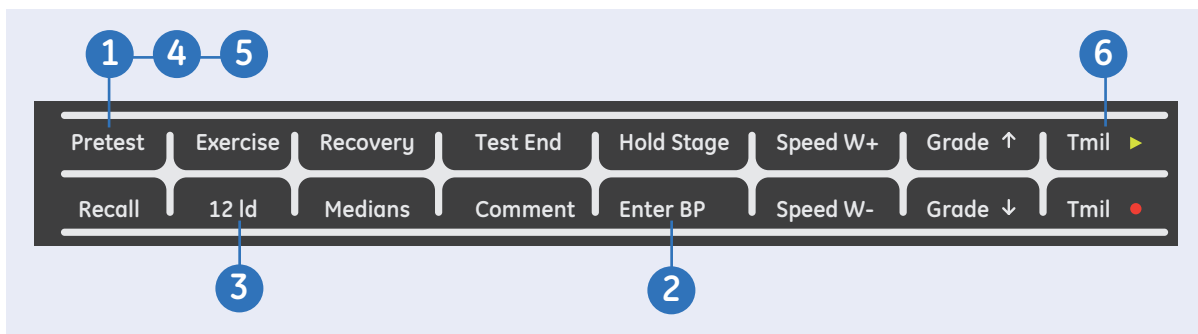 1 4 5 6
Pretest Exercise Recovery Test End Hold Stage Speed W+ Grade ↑ Tmil ►
Recall 12 ld Medians Comment Enter BP Speed W- Grade ↓ Tmil ●
3 2